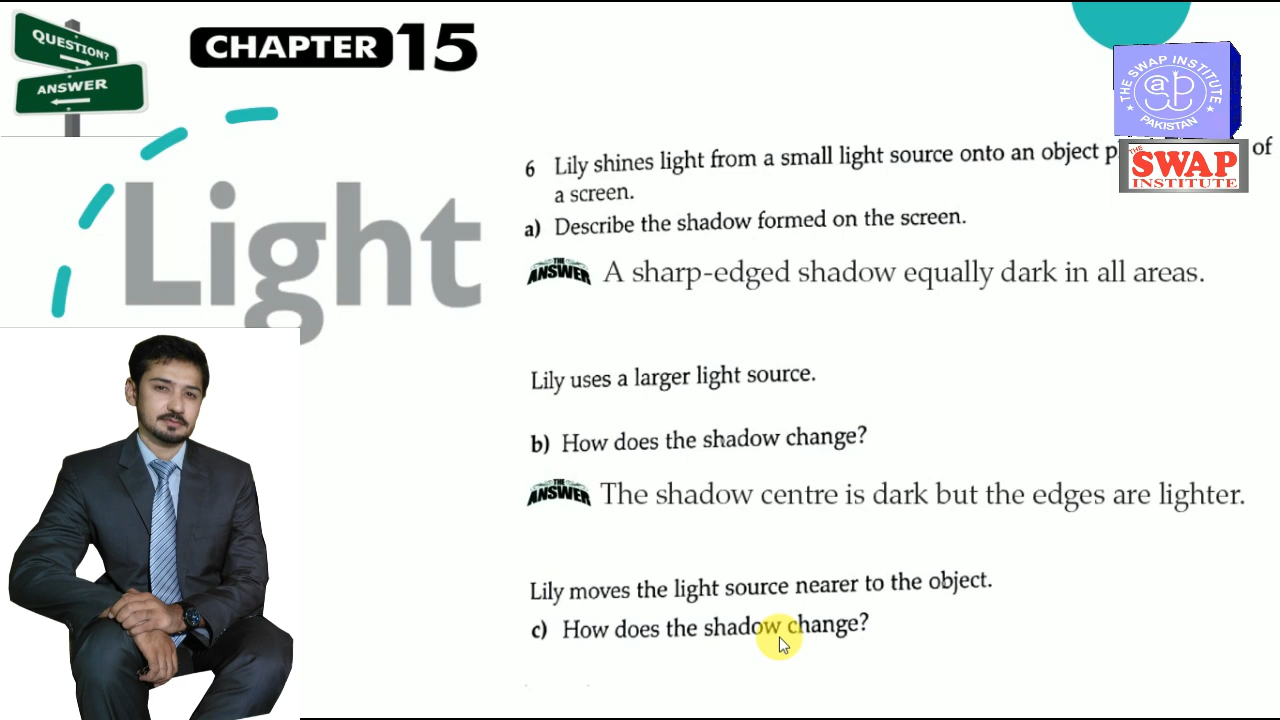 QUESTION?
ANSWER
CHAPTER 15
Light
THE SWAP INSTITUTE
PAKISTAN
THE
SWAP
INSTITUTE
6 Lily shines light from a small light source onto an object p of
a screen.
a) Describe the shadow formed on the screen.
THE
ANSWER A sharp-edged shadow equally dark in all areas.
Lily uses a larger light source.
b) How does the shadow change?
THE
ANSWER The shadow centre is dark but the edges are lighter.
Lily moves the light source nearer to the object.
c) How does the shadow change?